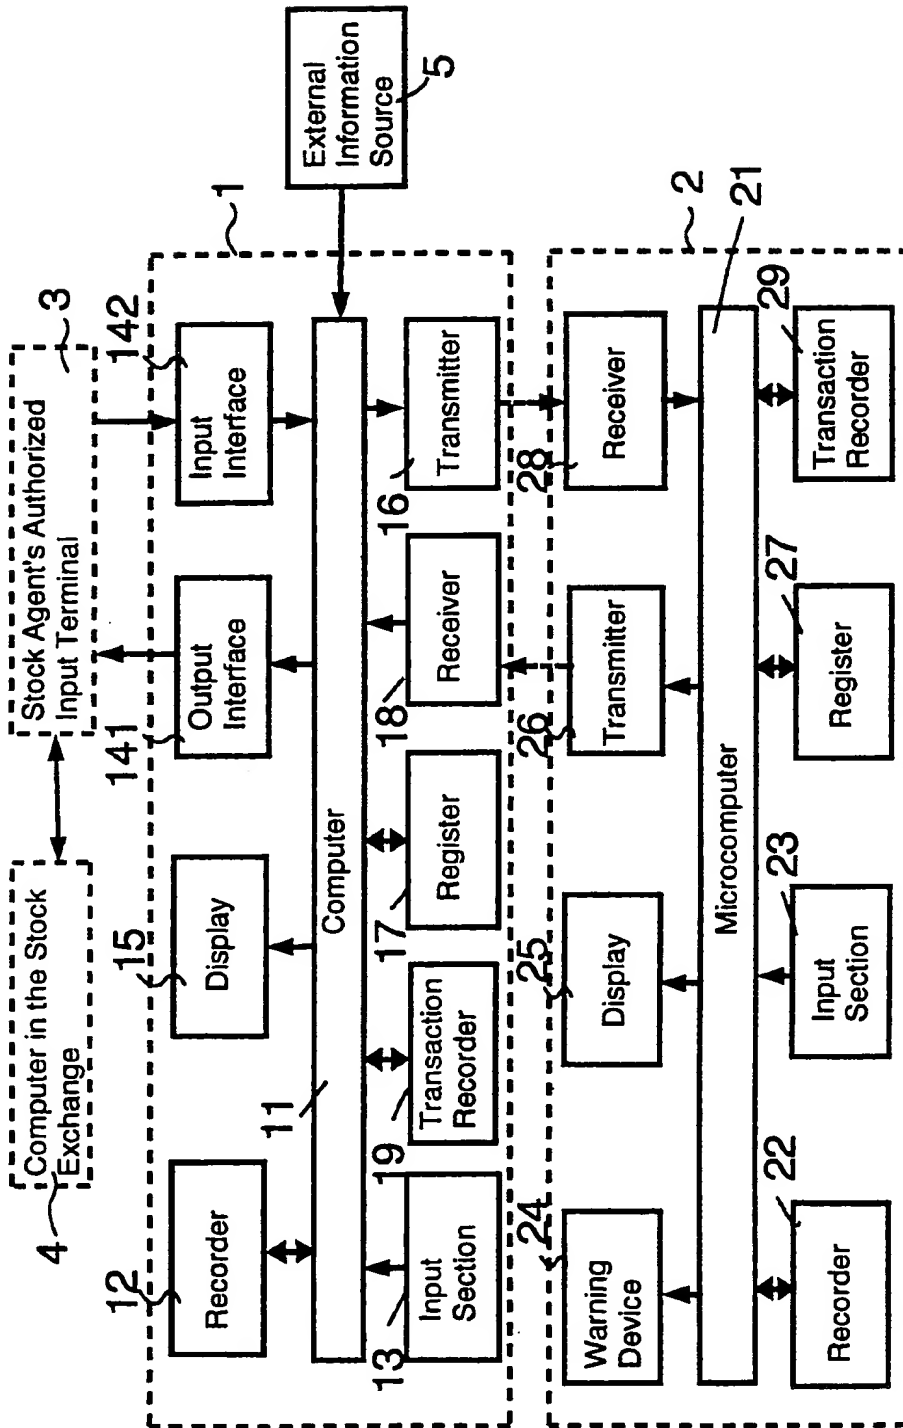 4
Computer in the Stock
Exchange
Stock Agent's Authorized
Input Terminal
3
12
Recorder
15
Display
141
Output
Interface
142
Input
Interface
1
External
Information
Source
5
11
Computer
13
Input
Section
19
Transaction
Recorder
17
Register
18
Receiver
16
Transmitter
24
Warning
Device
25
Display
26
Transmitter
28
Receiver
2
21
Microcomputer
22
Recorder
23
Input
Section
27
Register
29
Transaction
Recorder